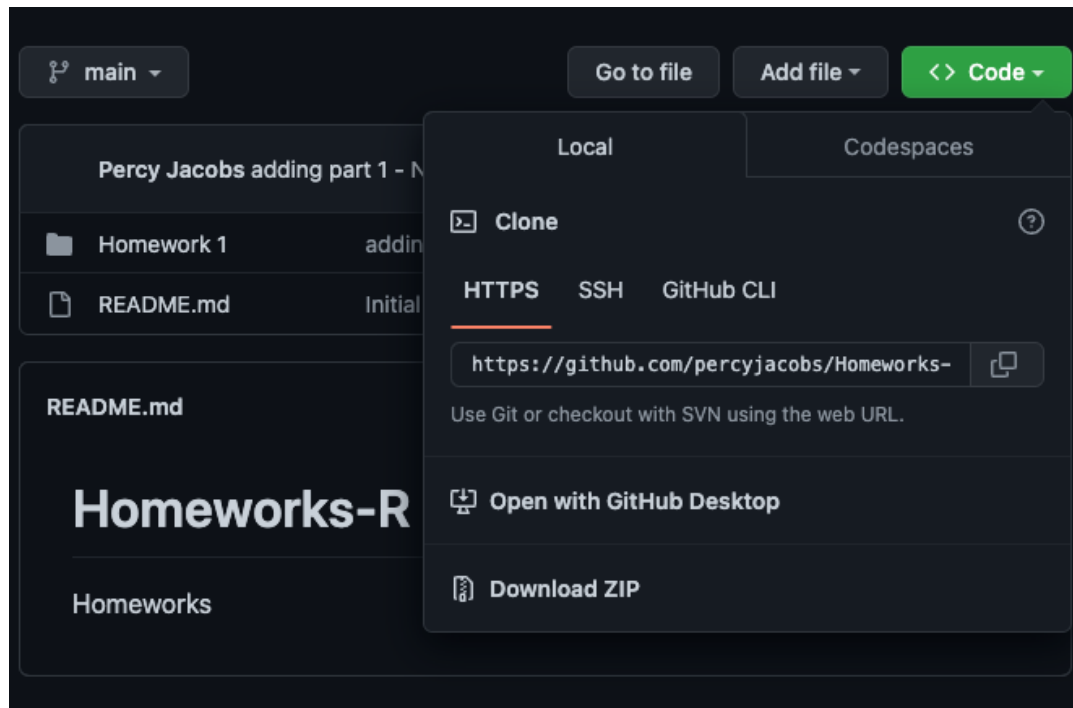 main
Go to file
Add file
Code
Percy Jacobs adding part 1 -
Homework 1
README.md
Initial
Local
Codespaces
Clone
HTTPS
SSH
GitHub CLI
https://github.com/percyjacobs/Homeworks-
Use Git or checkout with SVN using the web URL.
Open with GitHub Desktop
Download ZIP
README.md
Homeworks-R
Homeworks